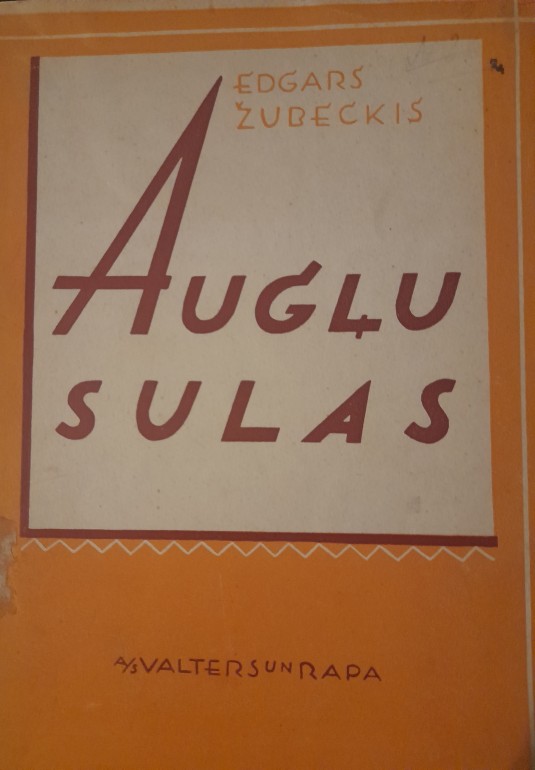 EDGARS
ŽUBECKIS
AUGĻU
SULAS
A/S VALTERS UN RAPA